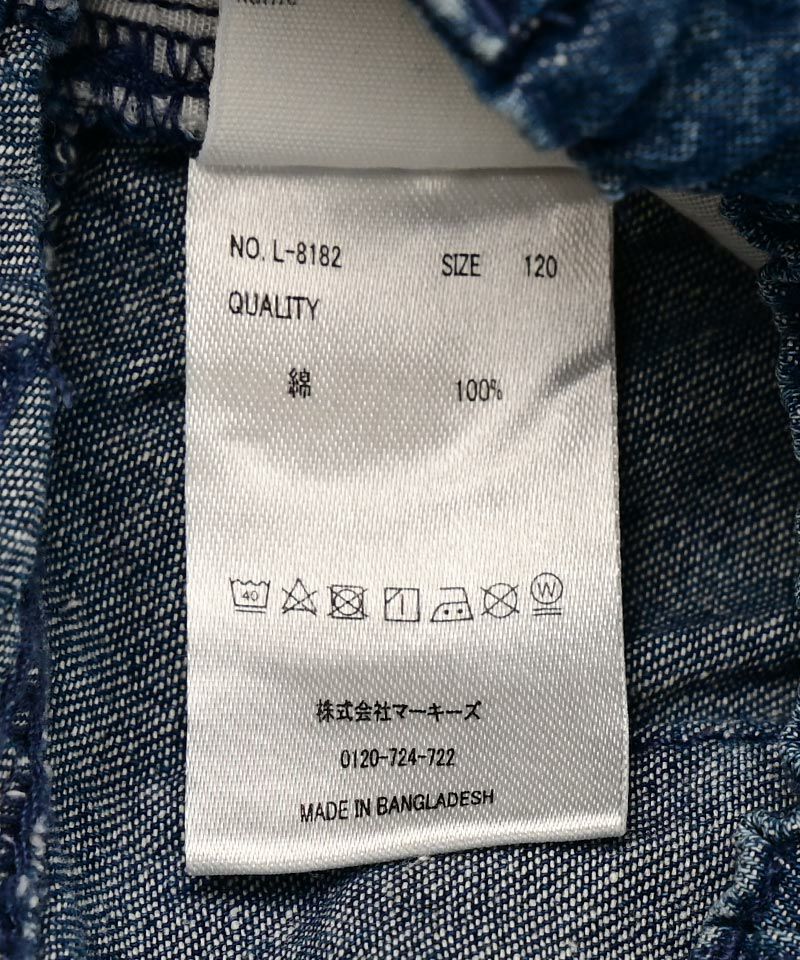 NO. L-8182 SIZE 120
QUALITY
綿 100%
40 W
株式会社マーキーズ
0120-724-722
MADE IN BANGLADESH